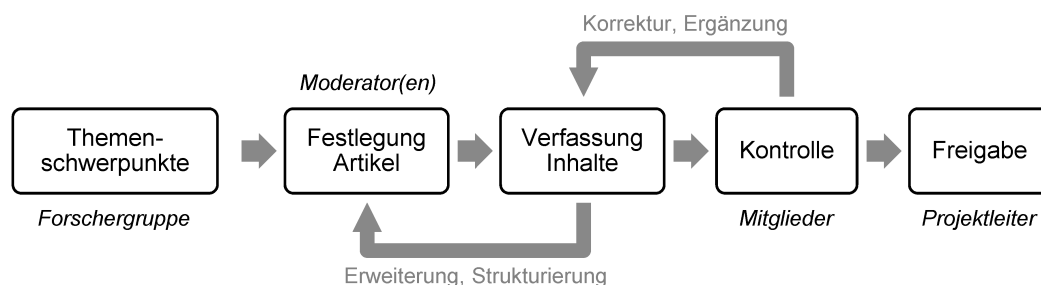 Korrektur, Ergänzung
Moderator(en)
Themen-
schwerpunkte
Festlegung
Artikel
Verfassung
Inhalte
Kontrolle
Freigabe
Forschergruppe
Mitglieder
Projektleiter
Erweiterung, Strukturierung